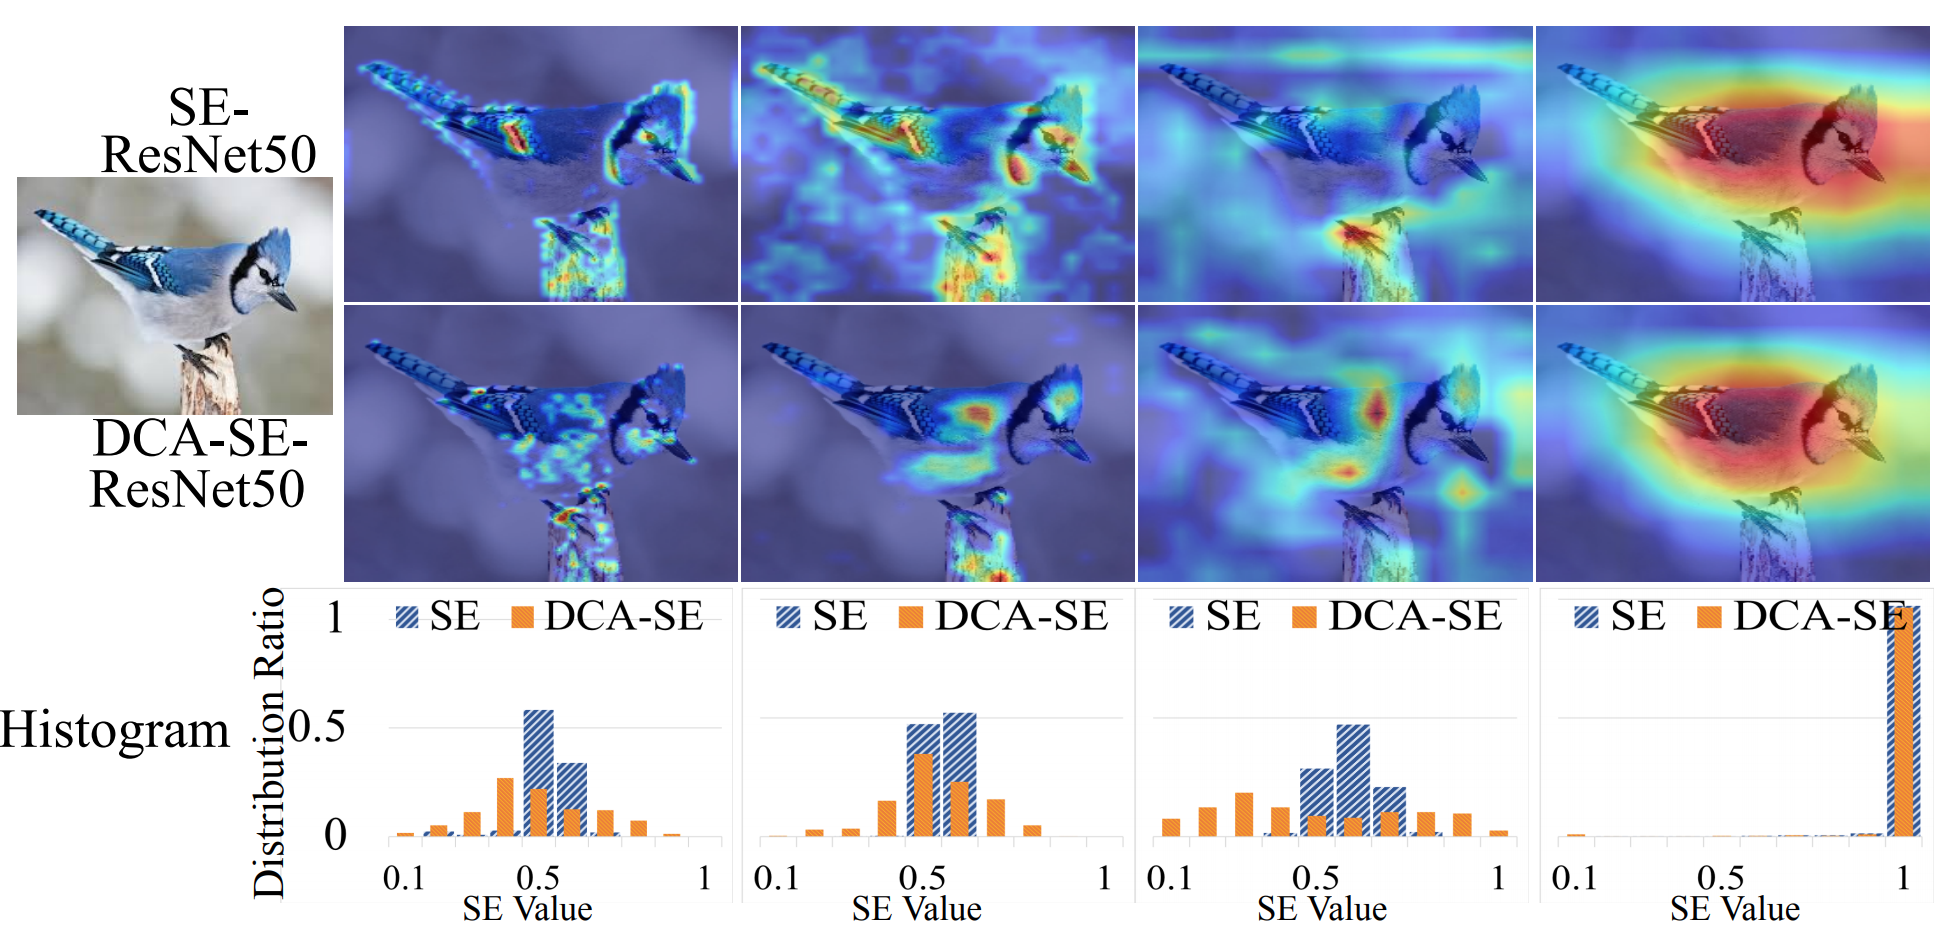 SE-
ResNet50
DCA-SE-
ResNet50
Histogram
Distribution Ratio
1
0.5
0
SE DCA-SE
0.1 0.5 1
SE Value
SE DCA-SE
0.1 0.5 1
SE Value
SE DCA-SE
0.1 0.5 1
SE Value
SE DCA-SE
0.1 0.5 1
SE Value